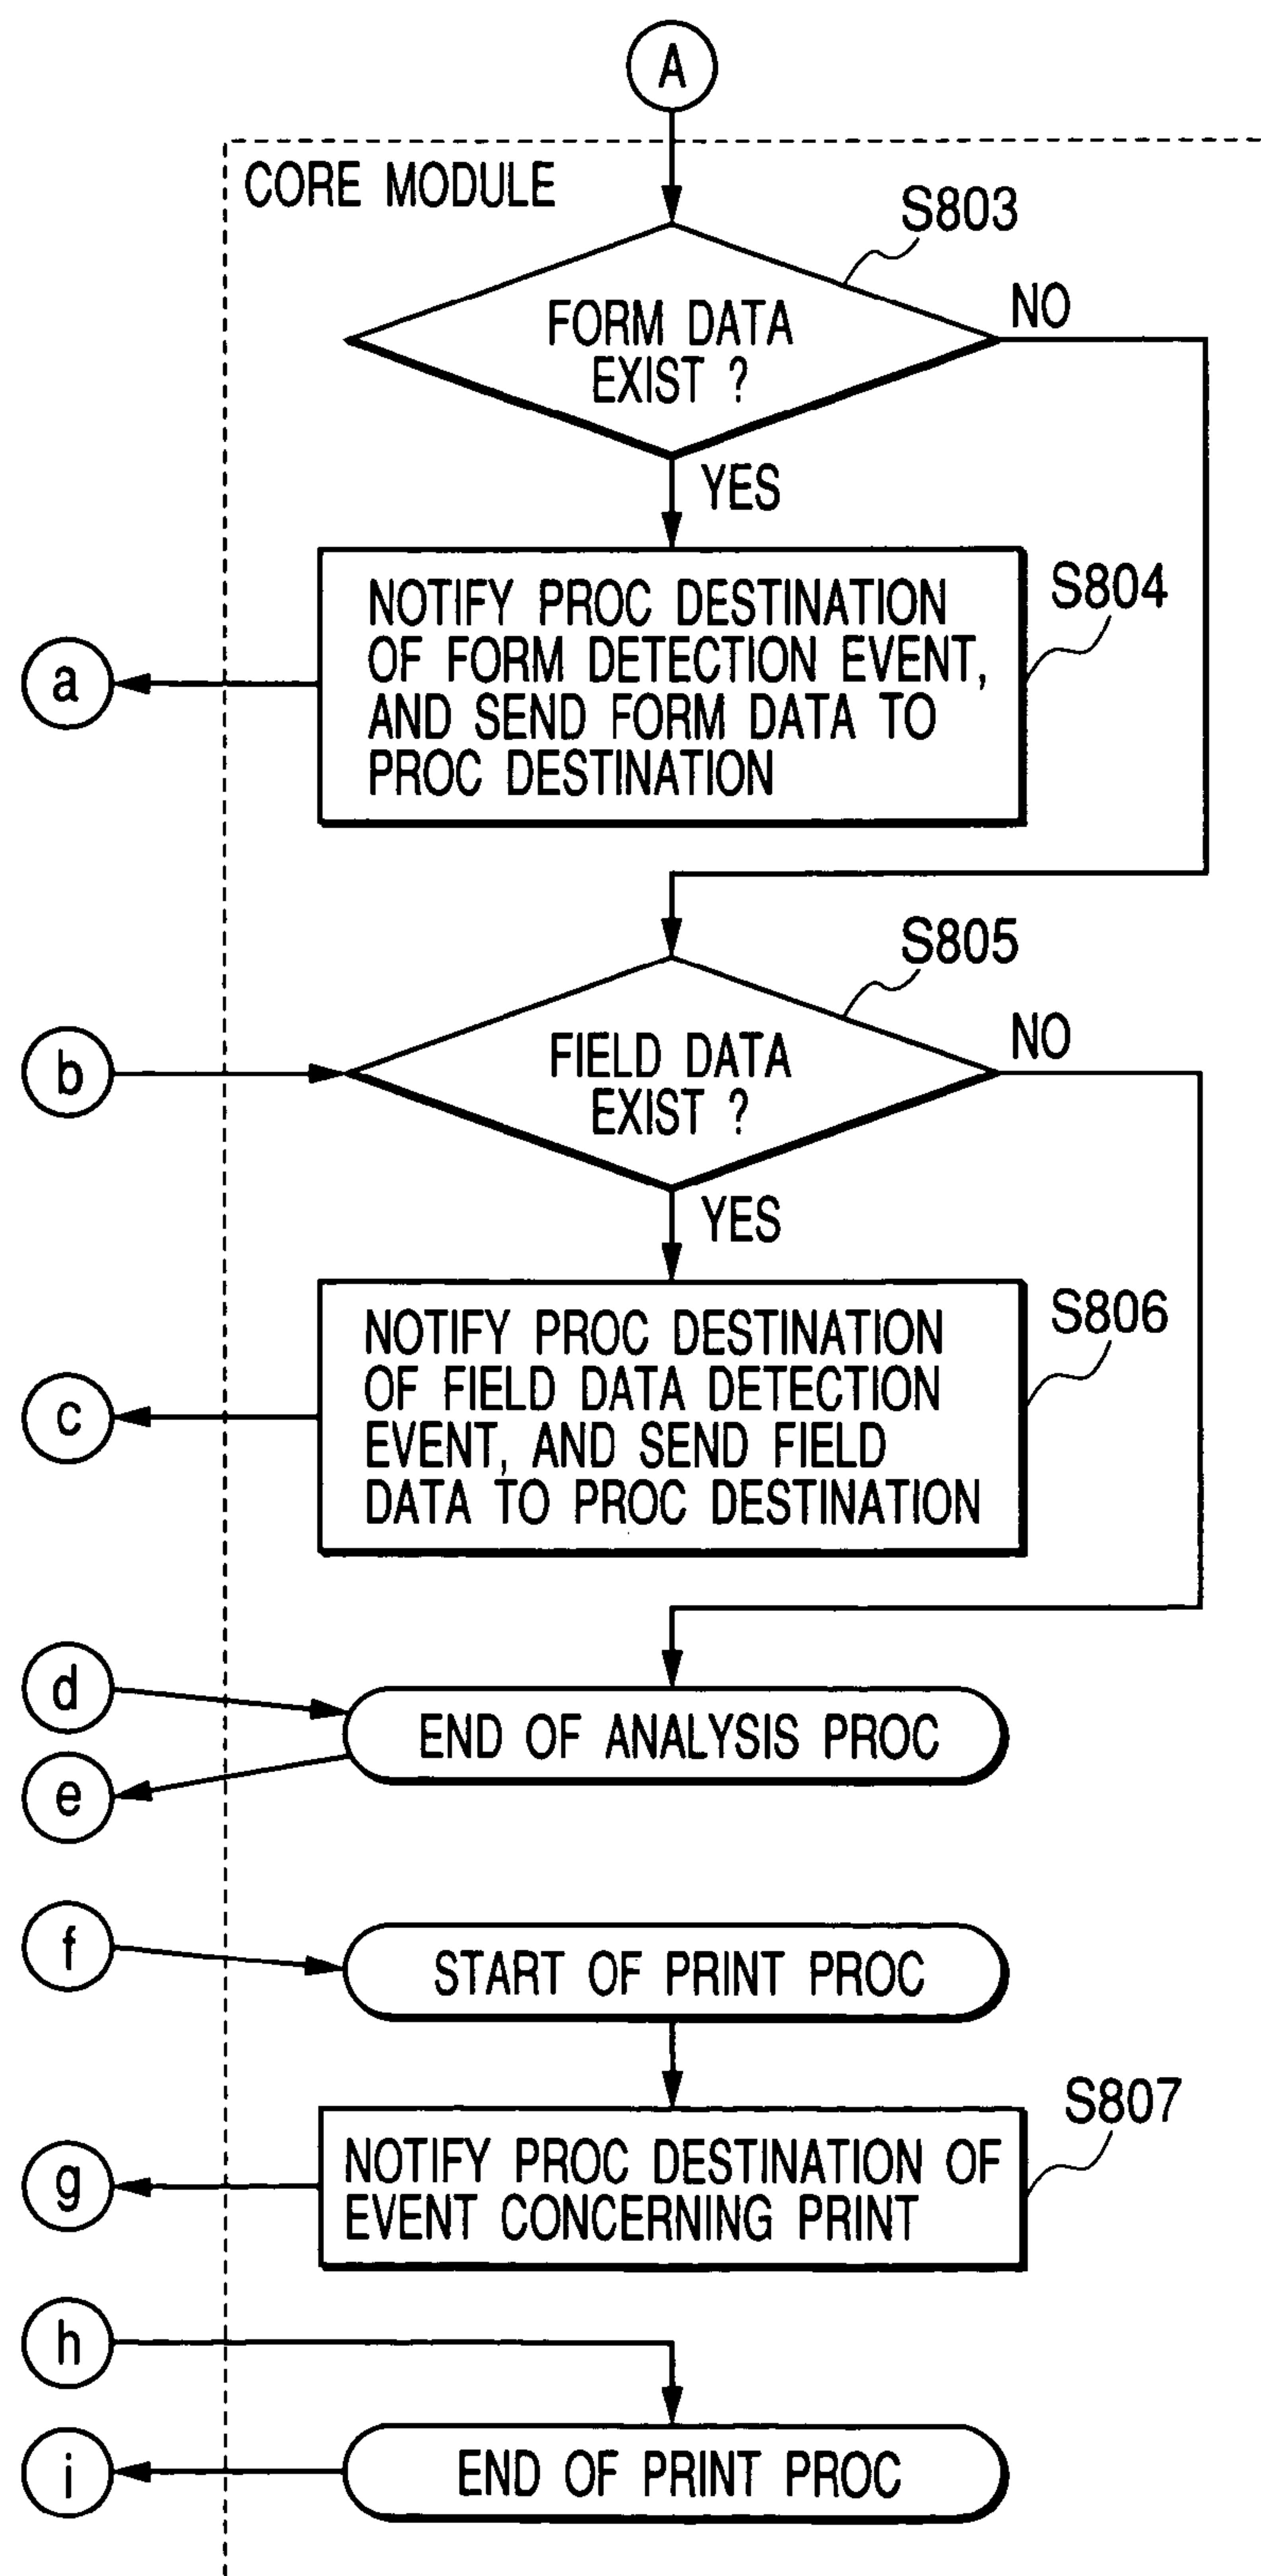 A
CORE MODULE
S803
FORM DATA
EXIST ?
NO
YES
S804
NOTIFY PROC DESTINATION
OF FORM DETECTION EVENT,
AND SEND FORM DATA TO
PROC DESTINATION
a
S805
b
FIELD DATA
EXIST ?
NO
YES
S806
NOTIFY PROC DESTINATION
OF FIELD DATA DETECTION
EVENT, AND SEND FIELD
DATA TO PROC DESTINATION
c
d
END OF ANALYSIS PROC
e
f
START OF PRINT PROC
S807
NOTIFY PROC DESTINATION OF
EVENT CONCERNING PRINT
g
h
END OF PRINT PROC
i